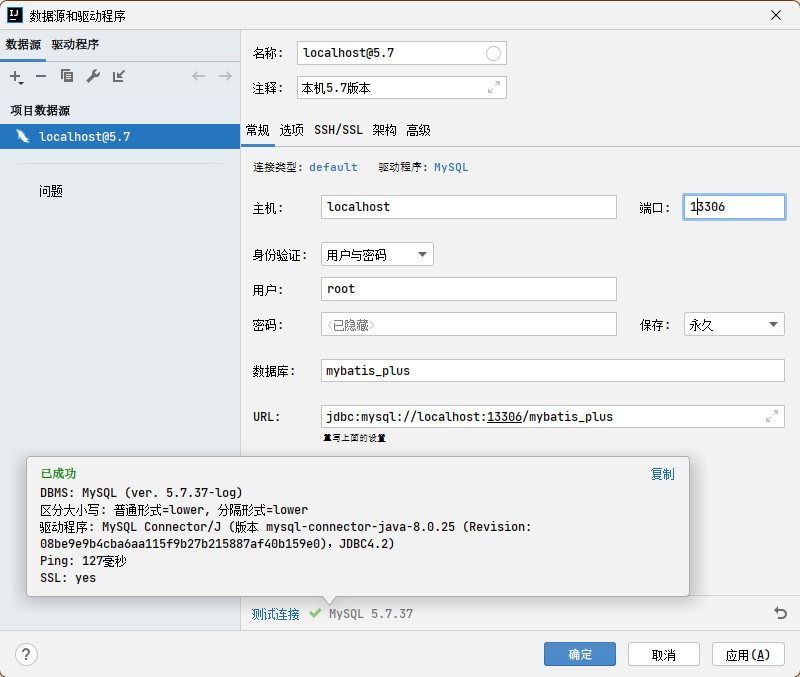 数据源和驱动程序
数据源 驱动程序
项目数据源
localhost@5.7
问题
名称: localhost@5.7
注释: 本机5.7版本
常规 选项 SSH/SSL 架构 高级
连接类型: default 驱动程序: MySQL
主机: localhost 端口: 13306
身份验证: 用户与密码
用户: root
密码: <已隐藏> 保存: 永久
数据库: mybatis_plus
URL: jdbc:mysql://localhost:13306/mybatis_plus
重写上面的设置
已成功 复制
DBMS: MySQL (ver. 5.7.37-log)
区分大小写: 普通形式=lower, 分隔形式=lower
驱动程序: MySQL Connector/J (版本 mysql-connector-java-8.0.25 (Revision:
08be9e9b4cba6aa115f9b27b215887af40b159e0), JDBC4.2)
Ping: 127毫秒
SSL: yes
测试连接 MySQL 5.7.37
? 确定 取消 应用(A)